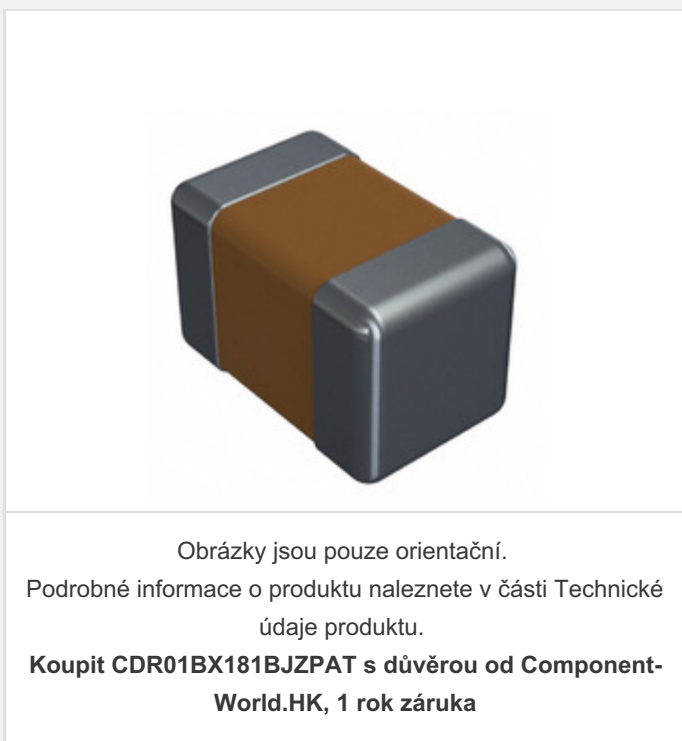 Obrázky jsou pouze orientační.
Podrobné informace o produktu naleznete v části Technické
údaje produktu.
Koupit CDR01BX181BJZPAT s důvěrou od Component-
World.HK, 1 rok záruka